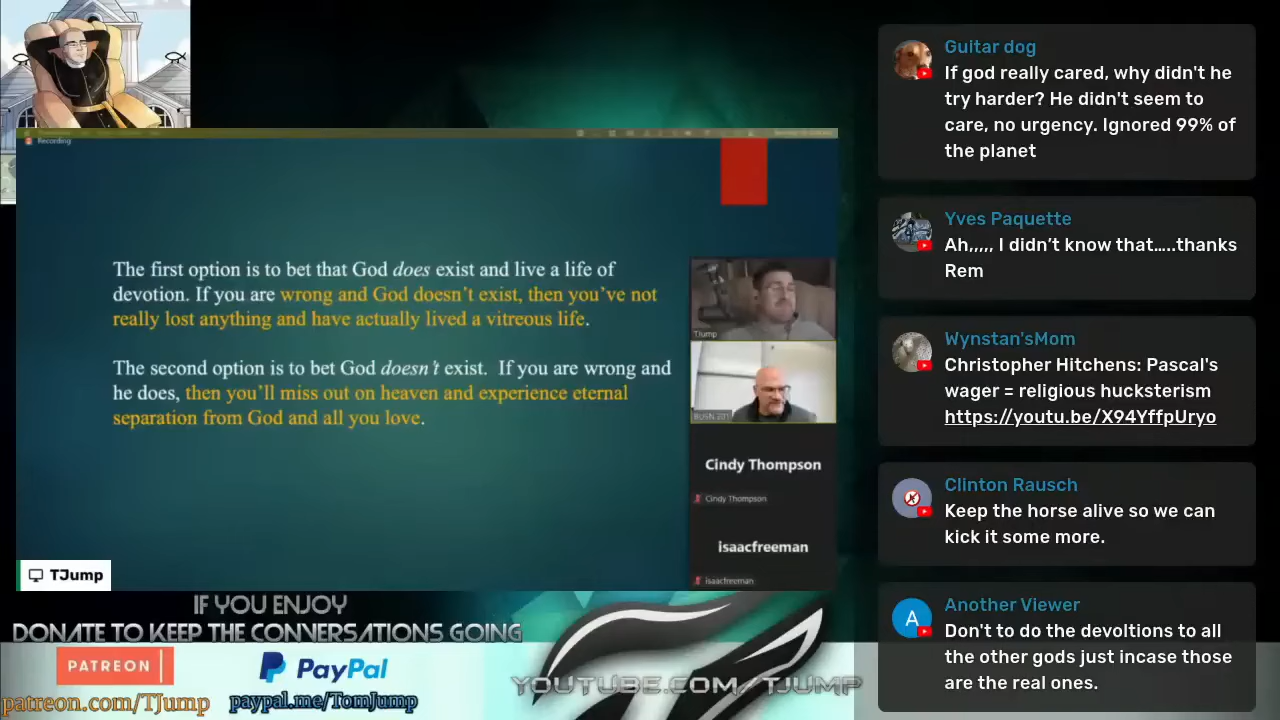 Recording
The first option is to bet that God does exist and live a life of
devotion. If you are wrong and God doesn't exist, then you've not
really lost anything and have actually lived a vitreous life.
The second option is to bet God doesn't exist. If you are wrong and
he does, then you'll miss out on heaven and experience eternal
separation from God and all you love.
TJump
Cindy Thompson
Cindy Thompson
isaacfreeman
isaacfreeman
TJump
IF YOU ENJOY
DONATE TO KEEP THE CONVERSATIONS GOING
PATREON
PayPal
patreon.com/TJump
paypal.me/TomJump
YOUTUBE.COM/TJUMP
Guitar dog
If god really cared, why didn't he
try harder? He didn't seem to
care, no urgency. Ignored 99% of
the planet
Yves Paquette
Ah,,,,, I didn't know that…..thanks
Rem
Wynstan'sMom
Christopher Hitchens: Pascal's
wager = religious hucksterism
https://youtu.be/X94YffpUryo
Clinton Rausch
Keep the horse alive so we can
kick it some more.
A
Another Viewer
Don't to do the devoltions to all
the other gods just incase those
are the real ones.